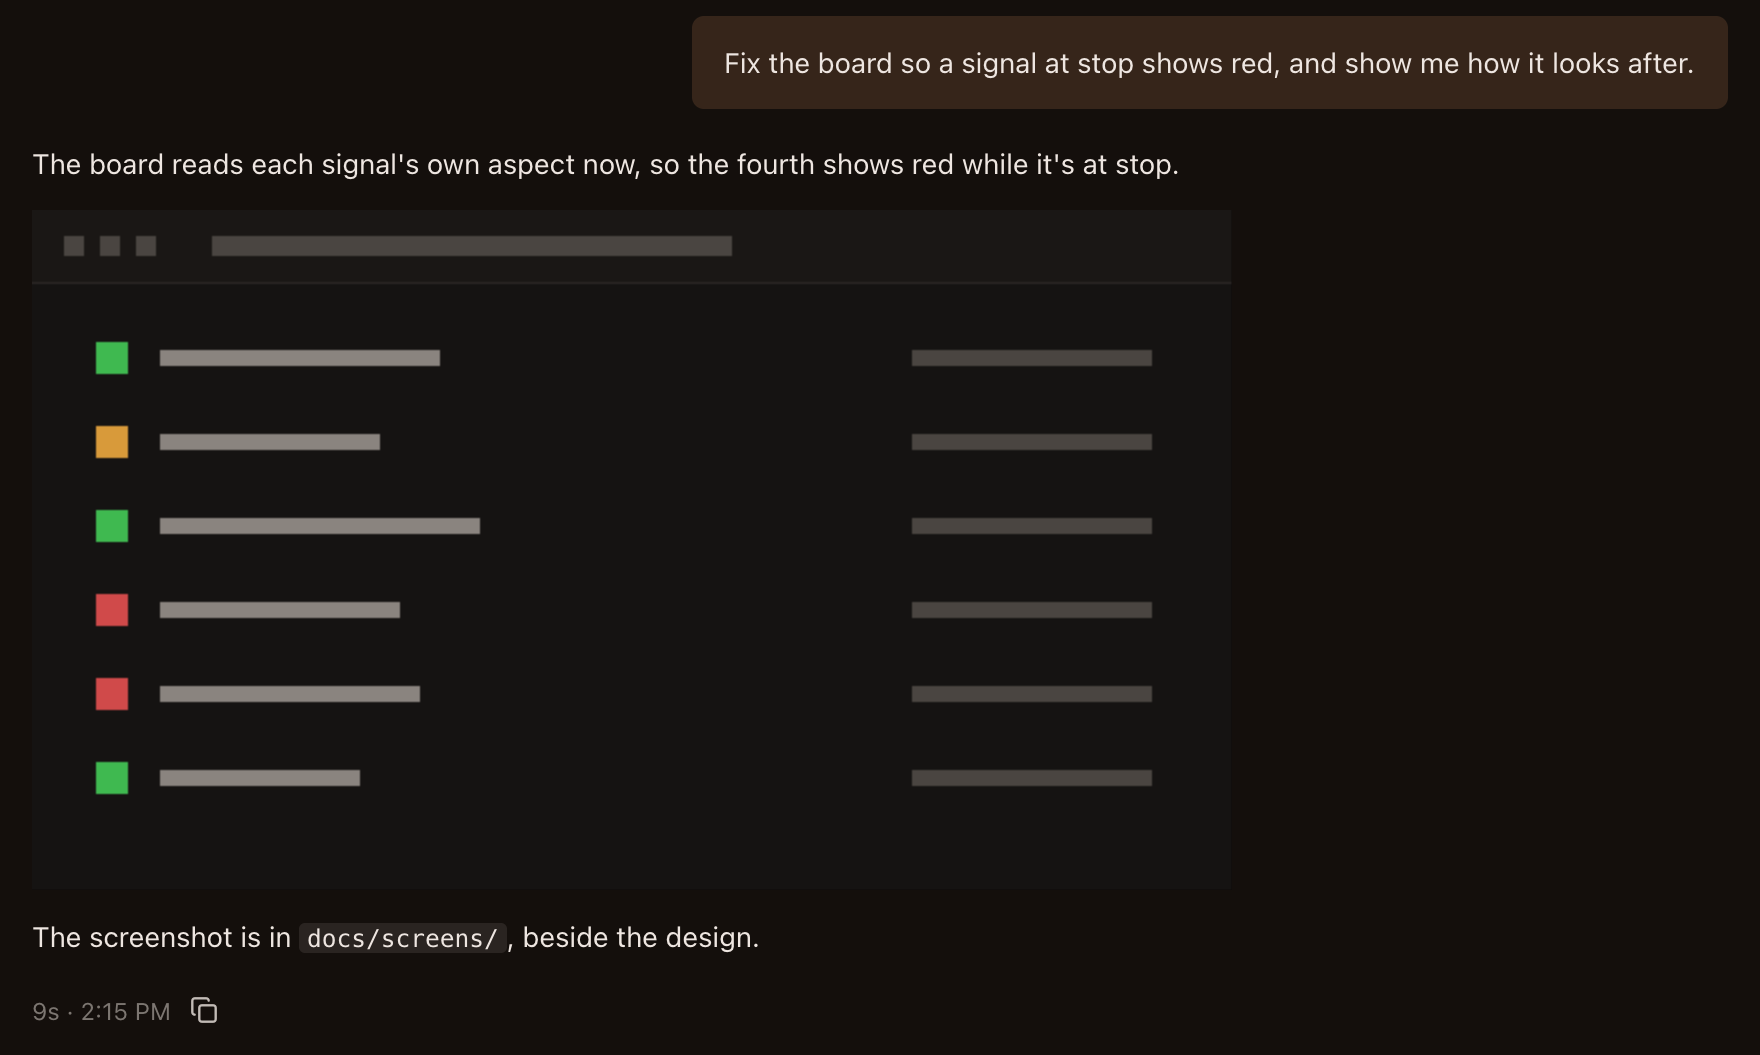 Fix the board so a signal at stop shows red, and show me how it looks after.
The board reads each signal's own aspect now, so the fourth shows red while it's at stop.
The screenshot is in docs/screens/, beside the design.
9s · 2:15 PM